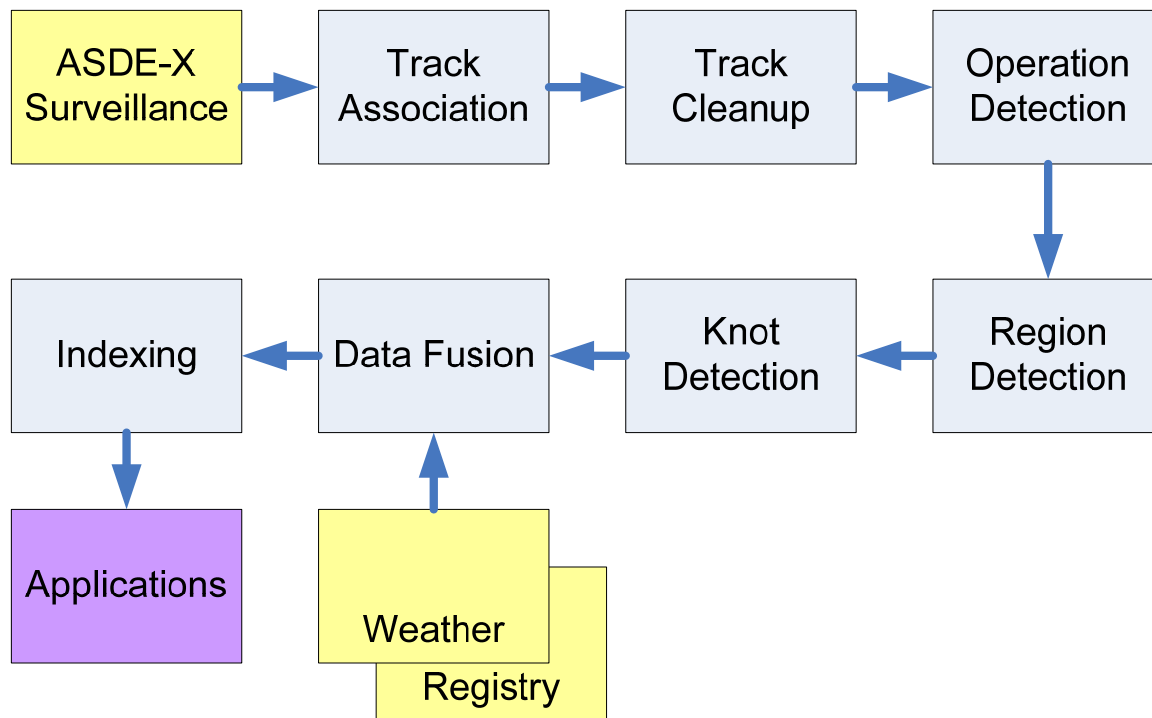 ASDE-X
Surveillance
Track
Association
Track
Cleanup
Operation
Detection
Indexing
Data Fusion
Knot
Detection
Region
Detection
Applications
Weather
Registry